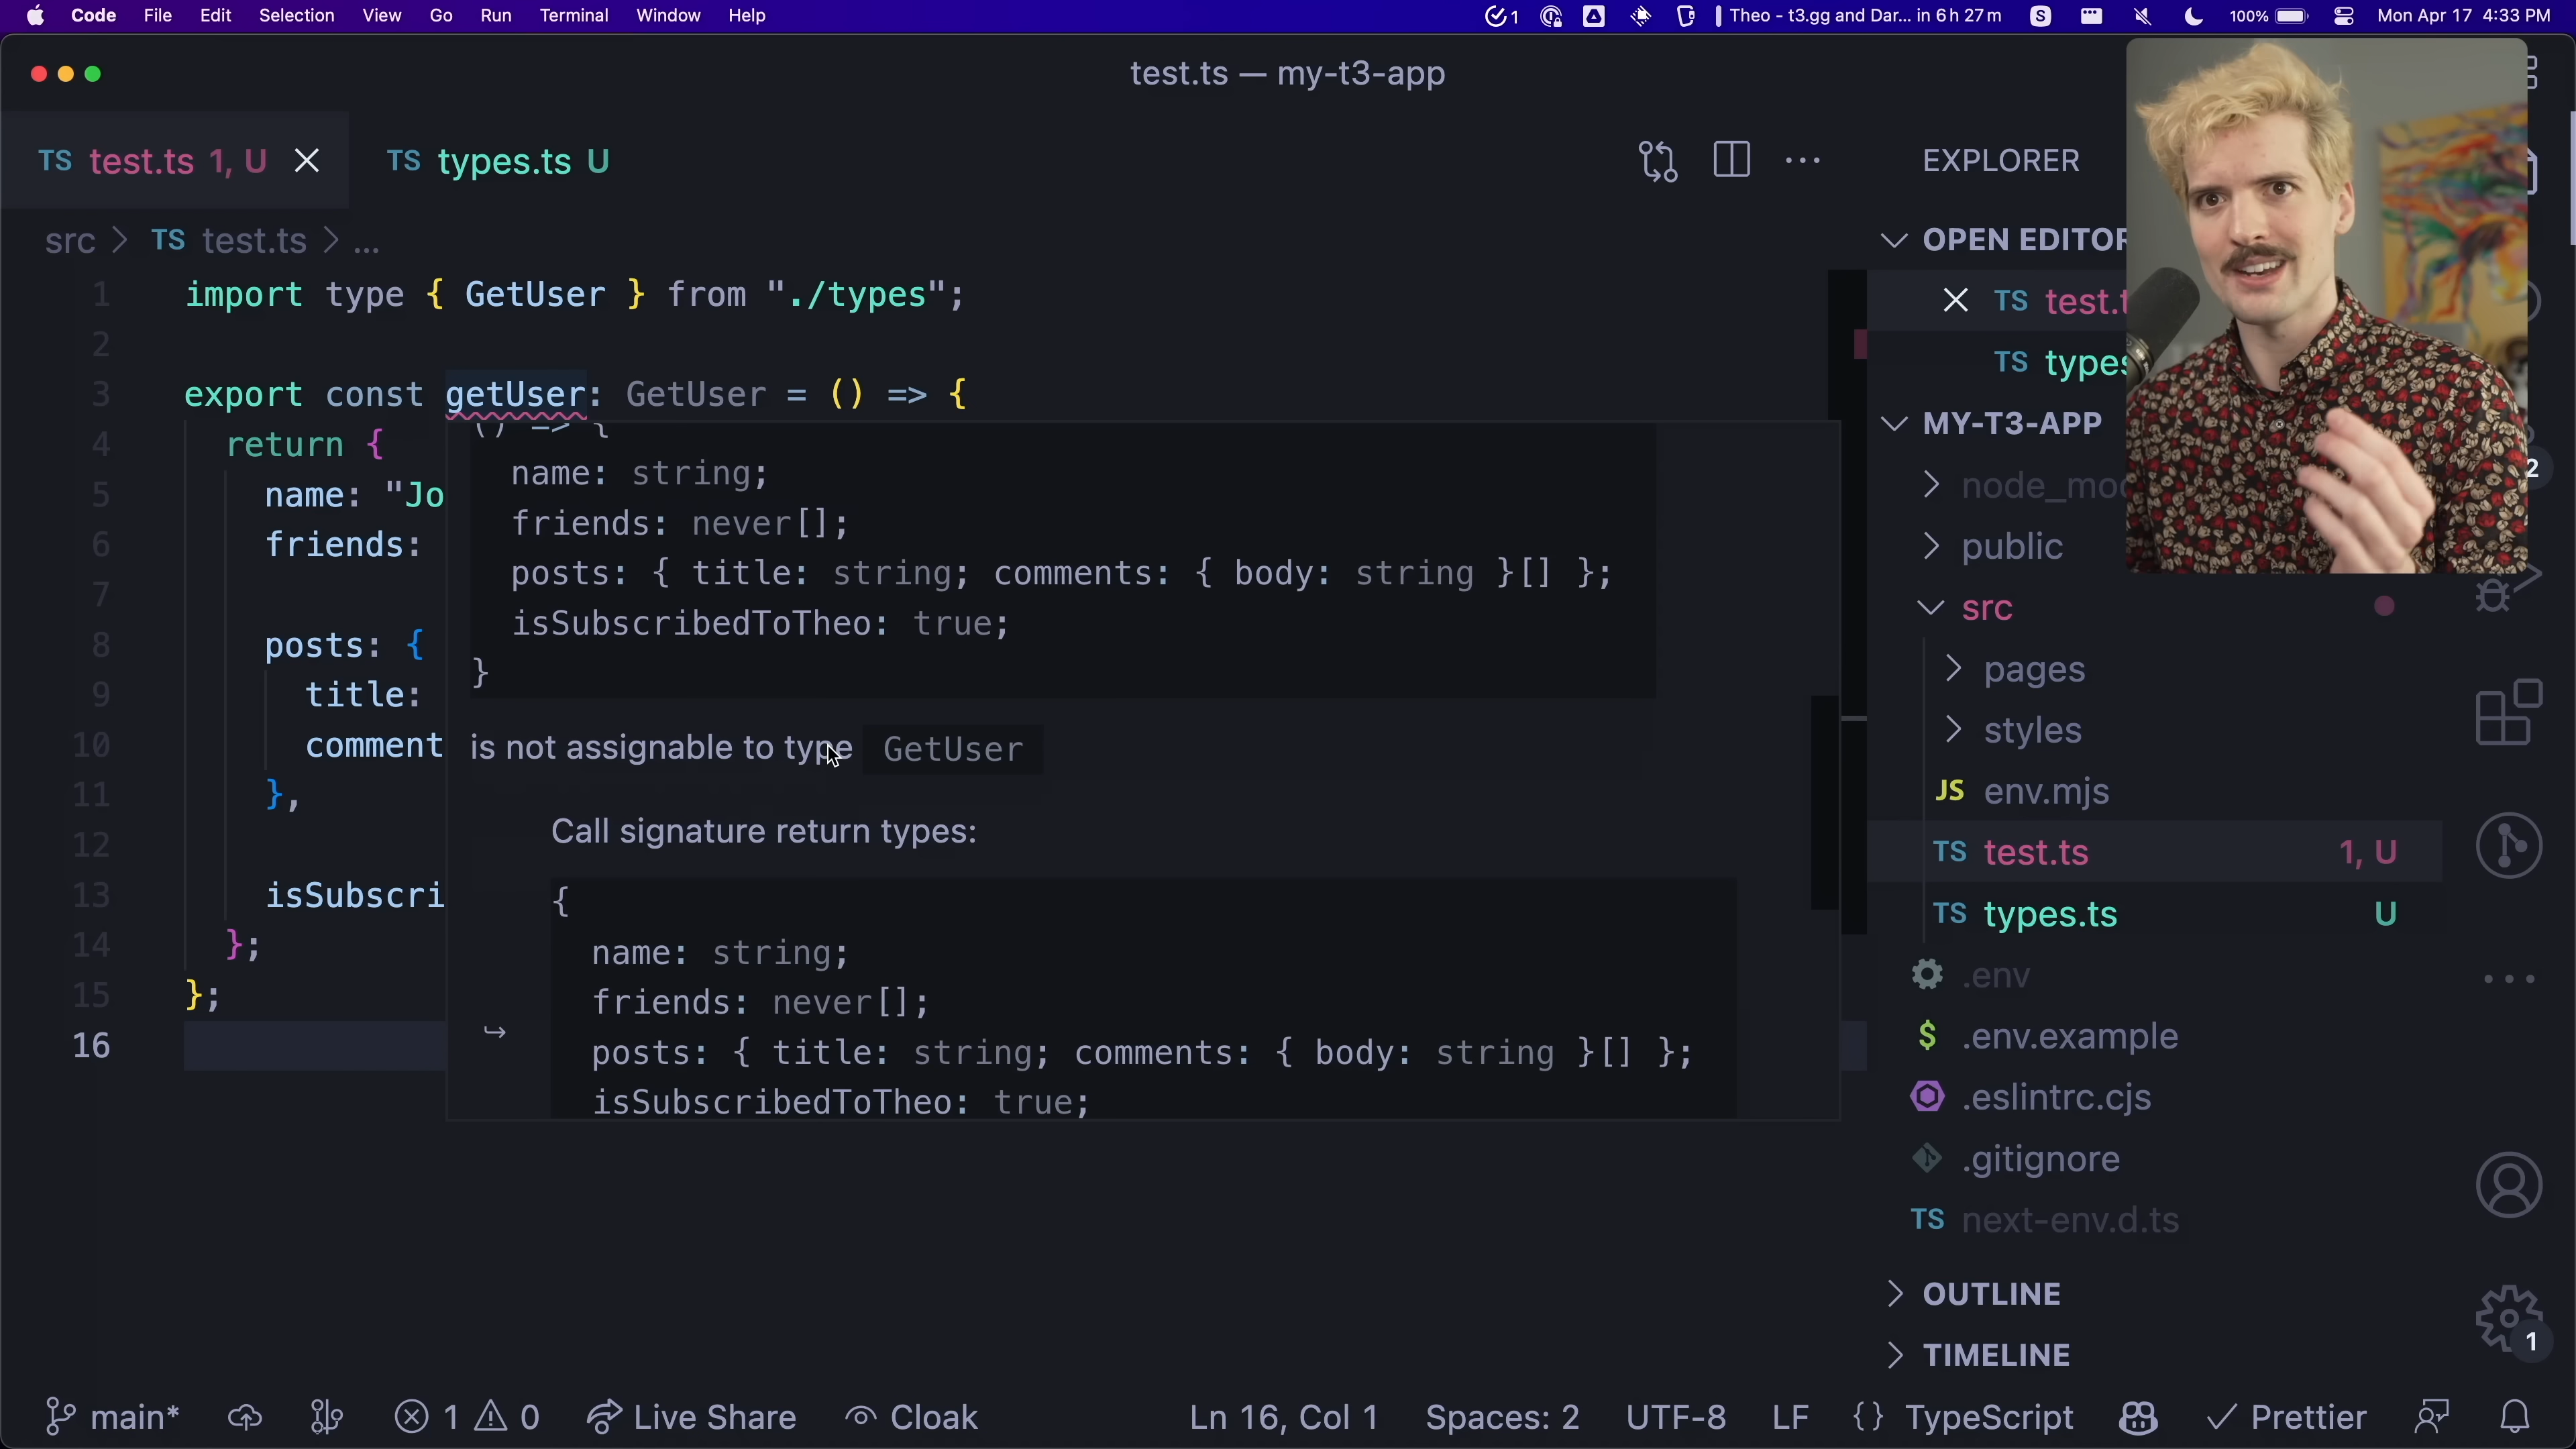 Code File Edit Selection View Go Run Terminal Window Help
1 Theo - t3.gg and Dar... in 6 h 27 m S 100% Mon Apr 17 4:33 PM
test.ts — my-t3-app
TS test.ts 1, U
TS types.ts U
src > TS test.ts > ...
1 import type { GetUser } from "./types";
2
3 export const getUser: GetUser = () => {
4 return {
5 name: "Jo
6 friends:
7
8 posts: {
9 title:
10 comment
11 },
12
13 isSubscri
14 };
15 };
16
() => {
name: string;
friends: never[];
posts: { title: string; comments: { body: string }[] };
isSubscribedToTheo: true;
}
is not assignable to type GetUser
Call signature return types:
{
name: string;
friends: never[];
posts: { title: string; comments: { body: string }[] };
isSubscribedToTheo: true;
EXPLORER
OPEN EDITOR
TS test.t
TS types
MY-T3-APP
node_mod
public
src
pages
styles
JS env.mjs
TS test.ts 1, U
TS types.ts U
.env
$ .env.example
.eslintrc.cjs
.gitignore
TS next-env.d.ts
OUTLINE
TIMELINE
2
1
main* 1 0 Live Share Cloak
Ln 16, Col 1 Spaces: 2 UTF-8 LF {} TypeScript Prettier